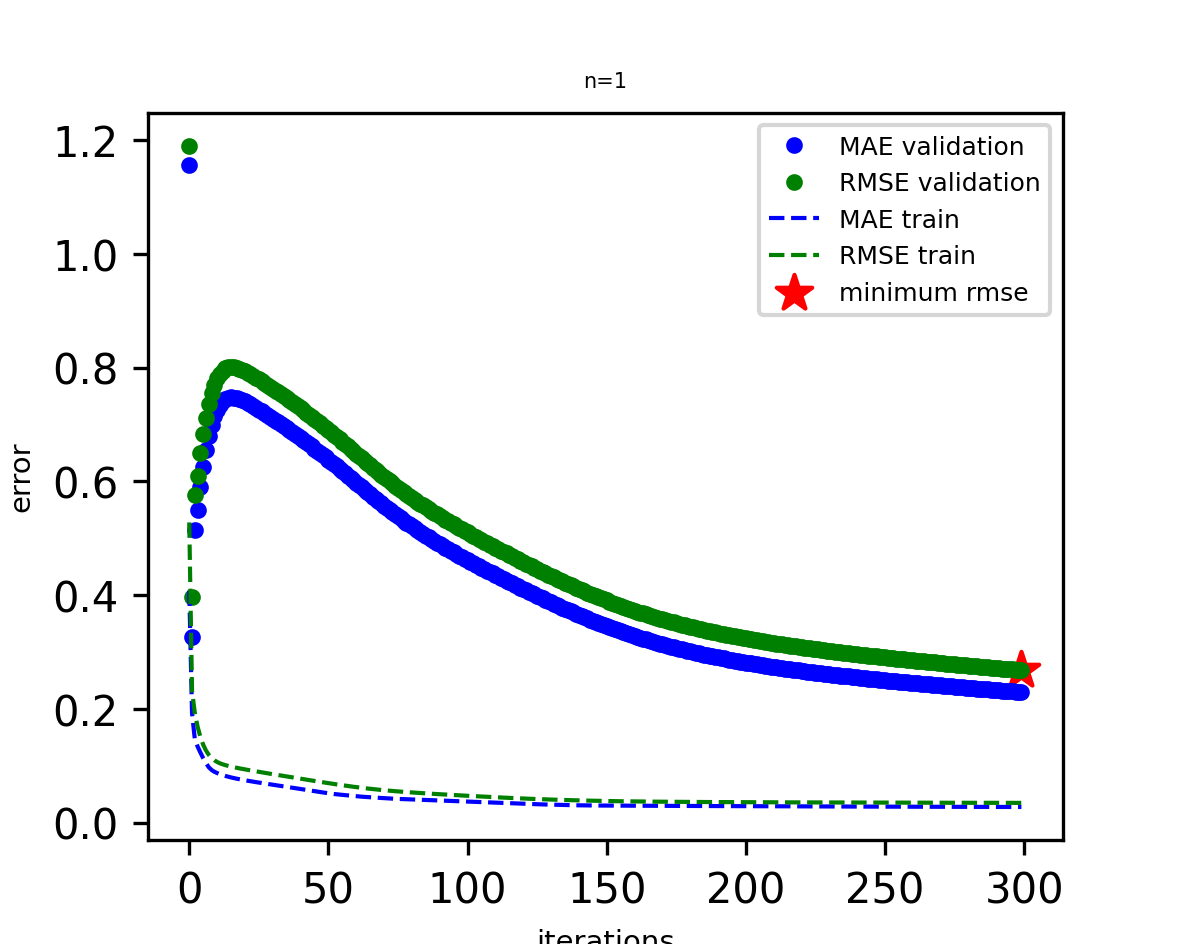 n=1
1.2
1.0
0.8
0.6
0.4
0.2
0.0
error
MAE validation
RMSE validation
MAE train
RMSE train
minimum rmse
0 50 100 150 200 250 300
iterations